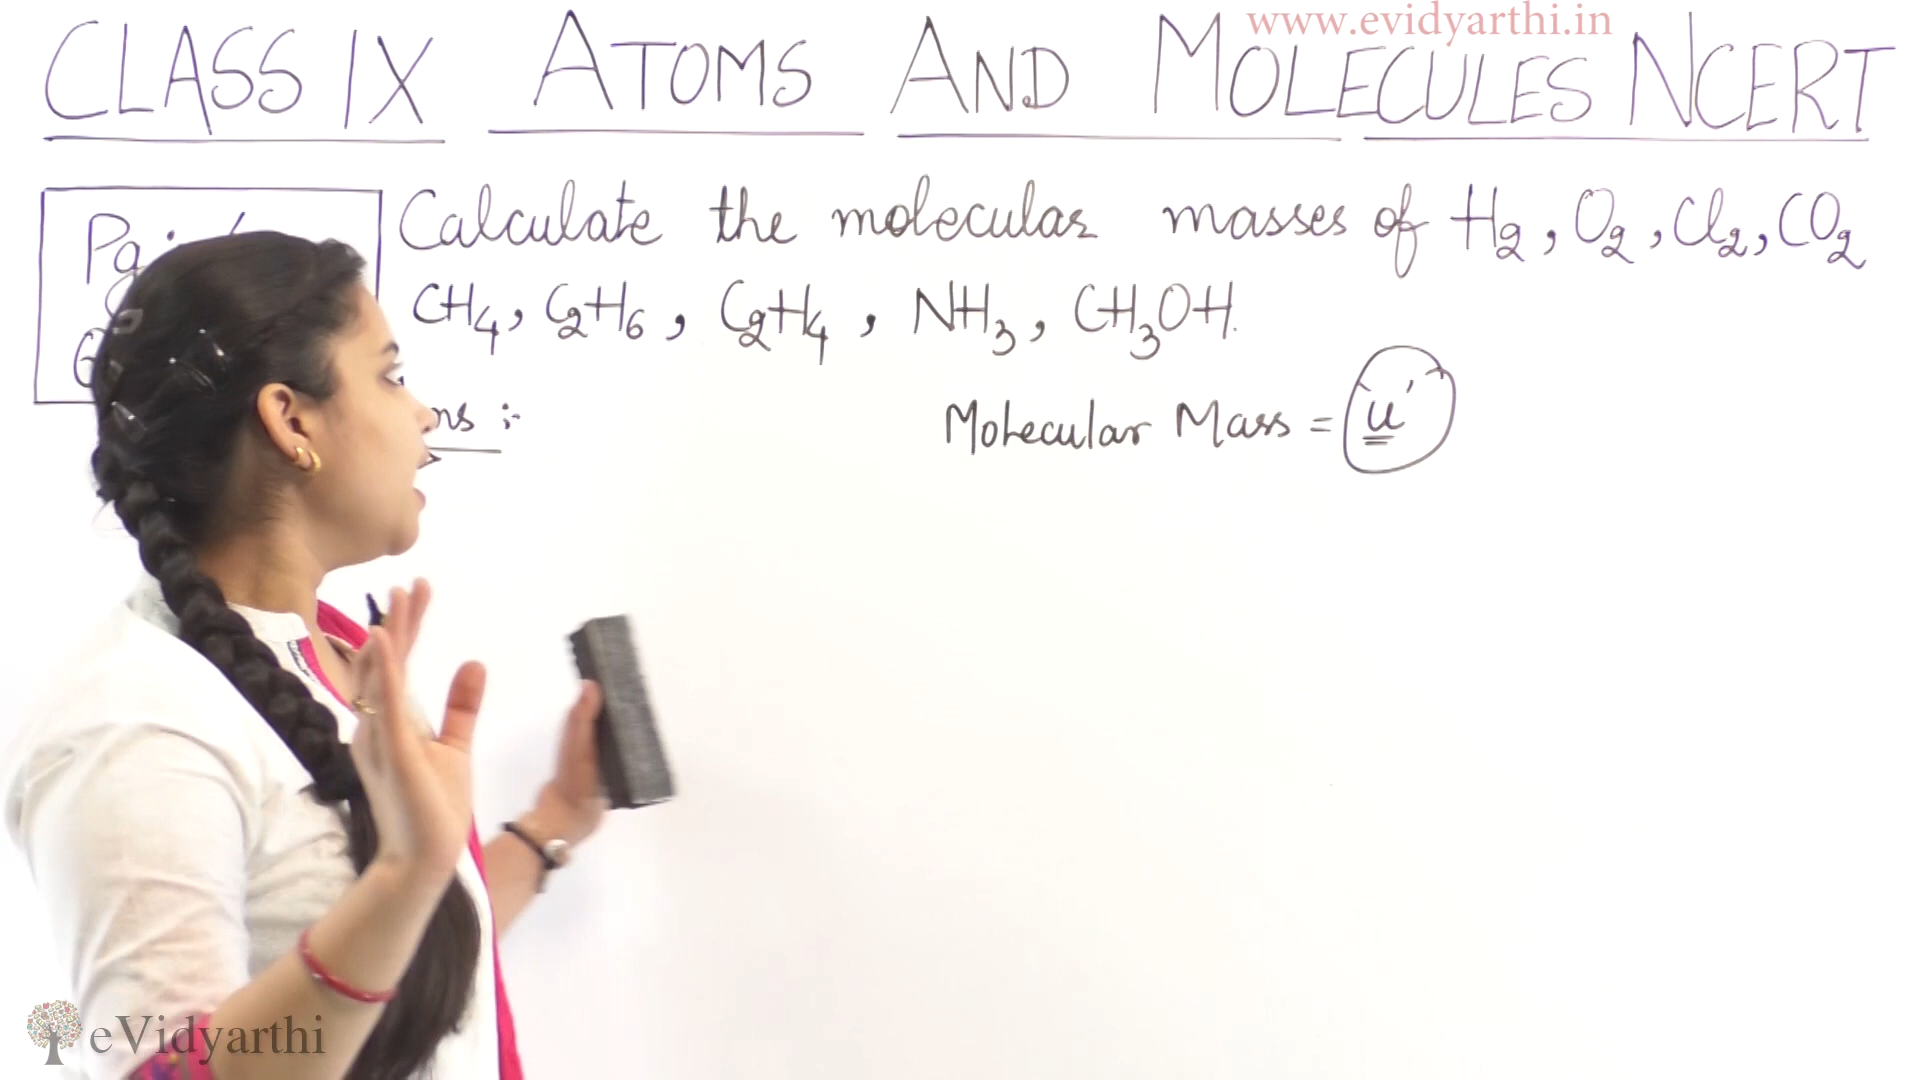 www.evidyarthi.in
CLASS IX ATOMS AND MOLECULES NCERT
Calculate the molecular masses of H₂, O₂, Cl₂, CO₂
CH₄, C₂H₆, C₂H₄, NH₃, CH₃OH.
Molecular Mass = 'u'
eVidyarthi